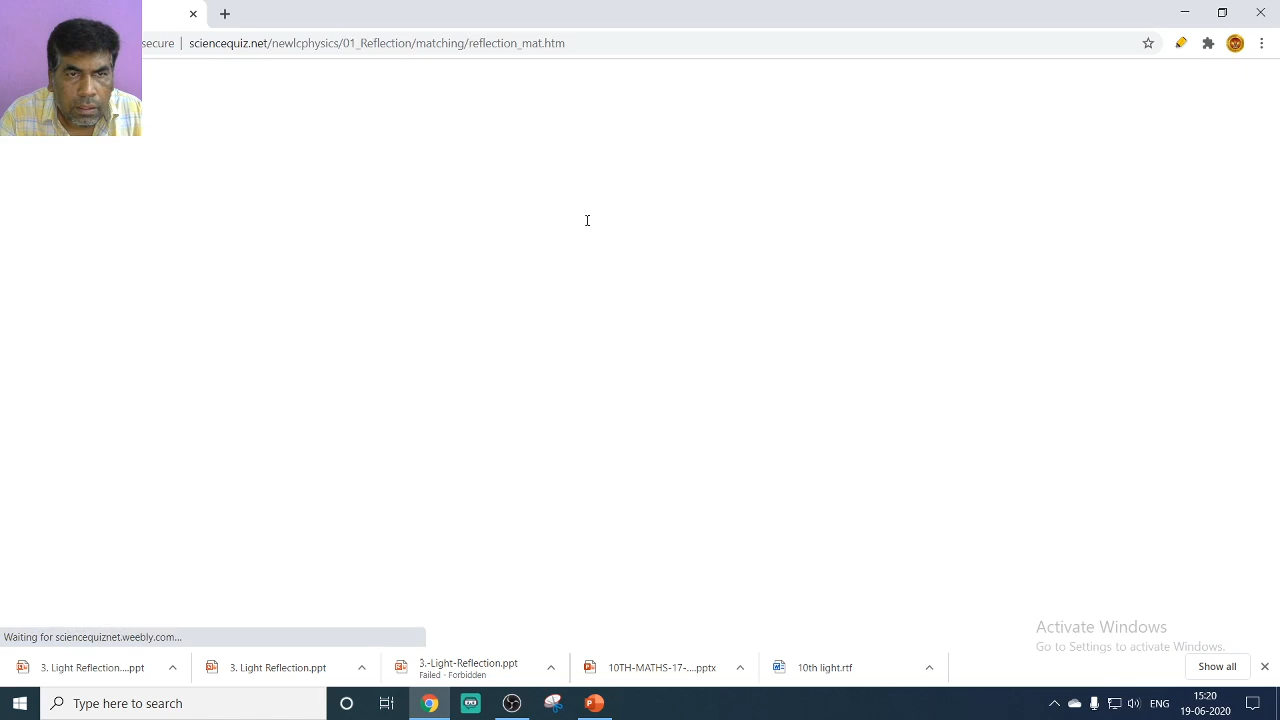 secure | sciencequiz.net/newlcphysics/01_Reflection/matching/reflection_mat.htm
Waiting for sciencequiznet.weebly.com...
Activate Windows
Go to Settings to activate Windows.
3. Light Reflection....ppt
3. Light Reflection.ppt
3.-Light-Reflection.ppt
Failed - Forbidden
10TH-MATHS-17-....pptx
10th light.rtf
Show all
Type here to search
ENG
15:20
19-06-2020